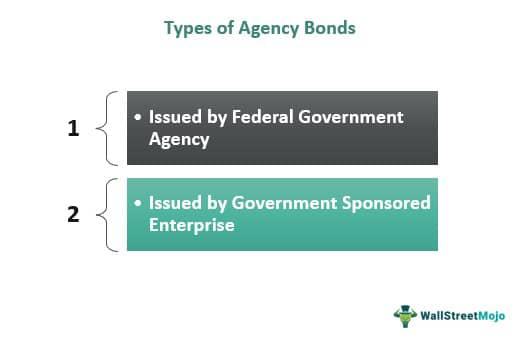 Types of Agency Bonds
1
• Issued by Federal Government
Agency
2
• Issued by Government Sponsored
Enterprise
WallStreetMojo